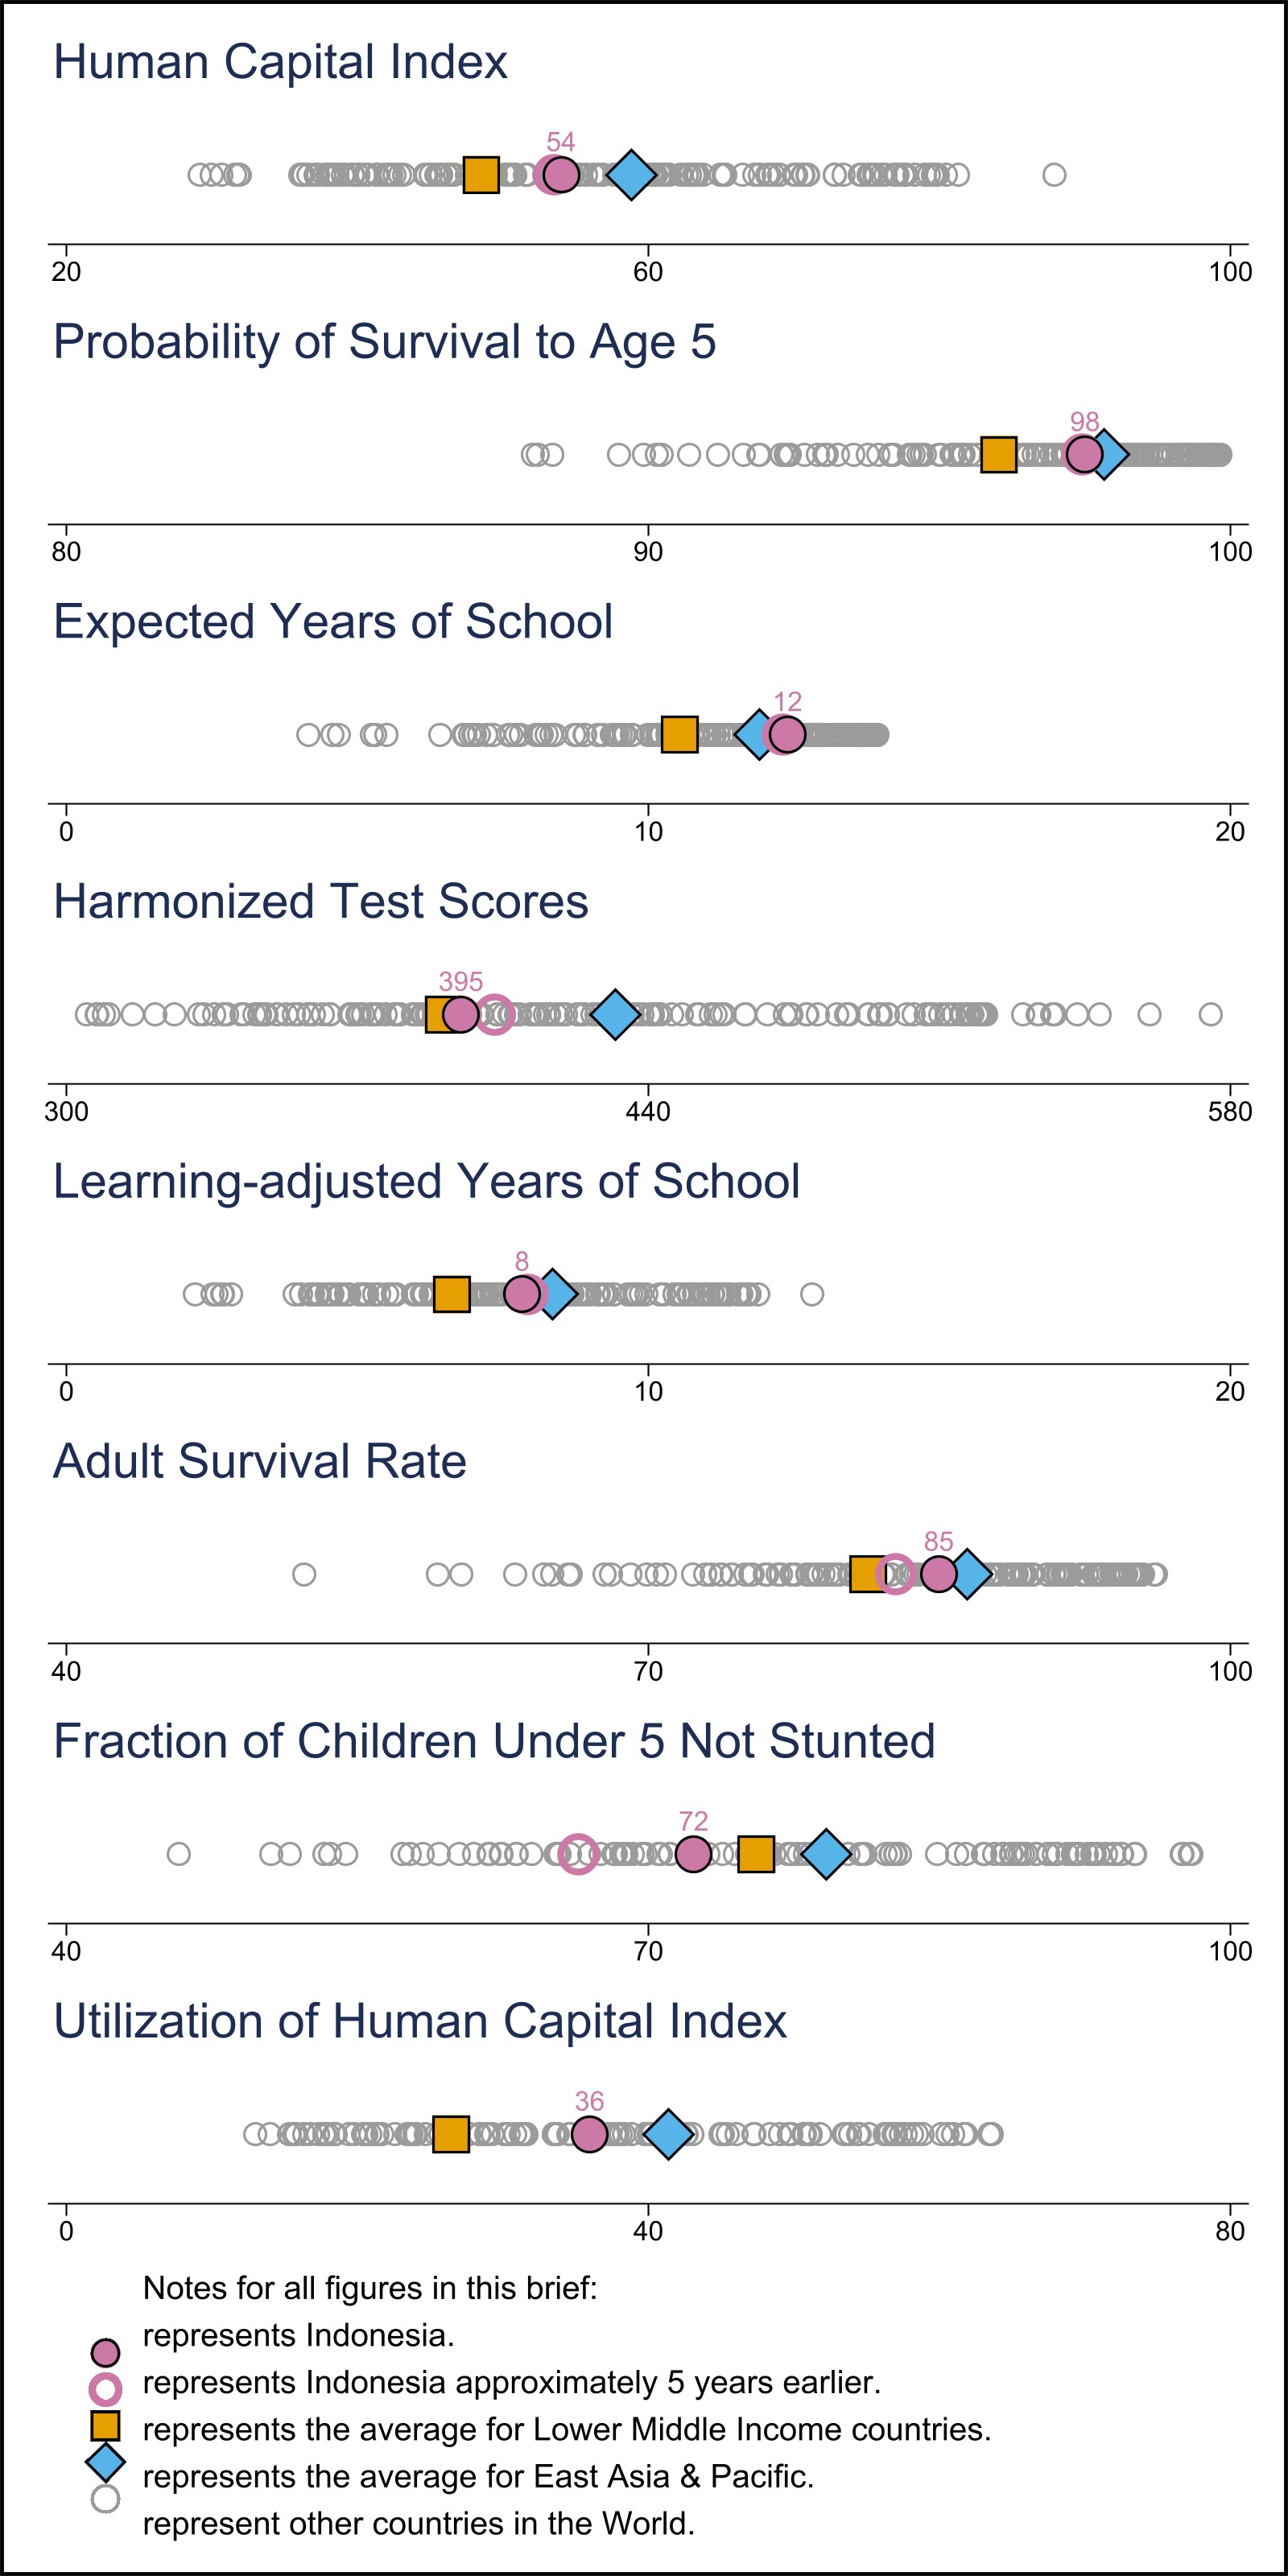 Human Capital Index
54
20 60 100
Probability of Survival to Age 5
98
80 90 100
Expected Years of School
12
0 10 20
Harmonized Test Scores
395
300 440 580
Learning-adjusted Years of School
8
0 10 20
Adult Survival Rate
85
40 70 100
Fraction of Children Under 5 Not Stunted
72
40 70 100
Utilization of Human Capital Index
36
0 40 80
Notes for all figures in this brief:
represents Indonesia.
represents Indonesia approximately 5 years earlier.
represents the average for Lower Middle Income countries.
represents the average for East Asia & Pacific.
represent other countries in the World.